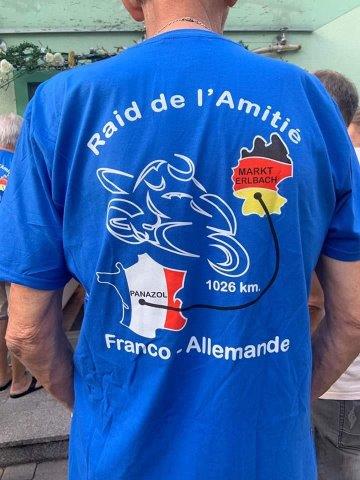 Raid de l'Amitié
MARKT
ERLBACH
1026 km.
PANAZOL
Franco - Allemande